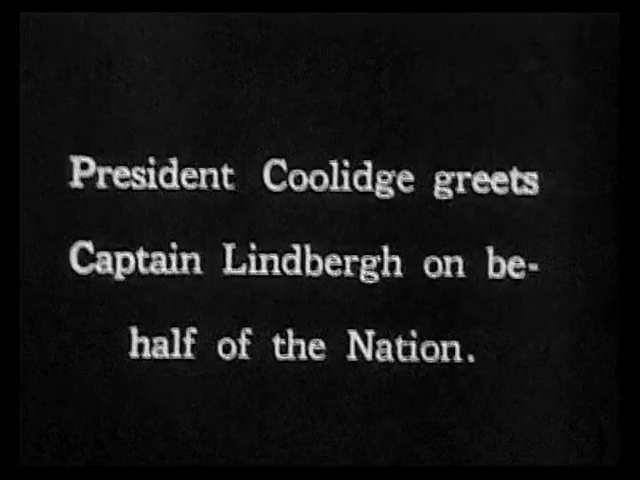 President Coolidge greets
Captain Lindbergh on be-
half of the Nation.